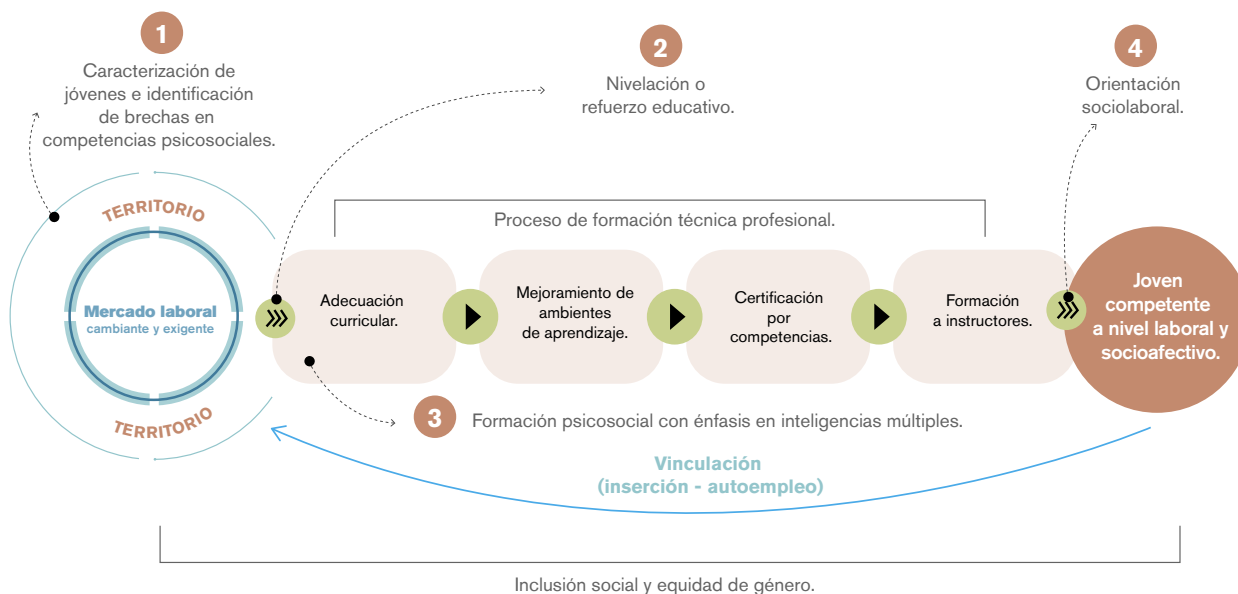 1
Caracterización de
jóvenes e identificación
de brechas en
competencias psicosociales.
2
Nivelación o
refuerzo educativo.
4
Orientación
sociolaboral.
TERRITORIO
Mercado laboral
cambiante y exigente
TERRITORIO
Proceso de formación técnica profesional.
Adecuación
curricular.
Mejoramiento de
ambientes
de aprendizaje.
Certificación
por
competencias.
Formación
a instructores.
Joven
competente
a nivel laboral y
socioafectivo.
3
Formación psicosocial con énfasis en inteligencias múltiples.
Vinculación
(inserción - autoempleo)
Inclusión social y equidad de género.